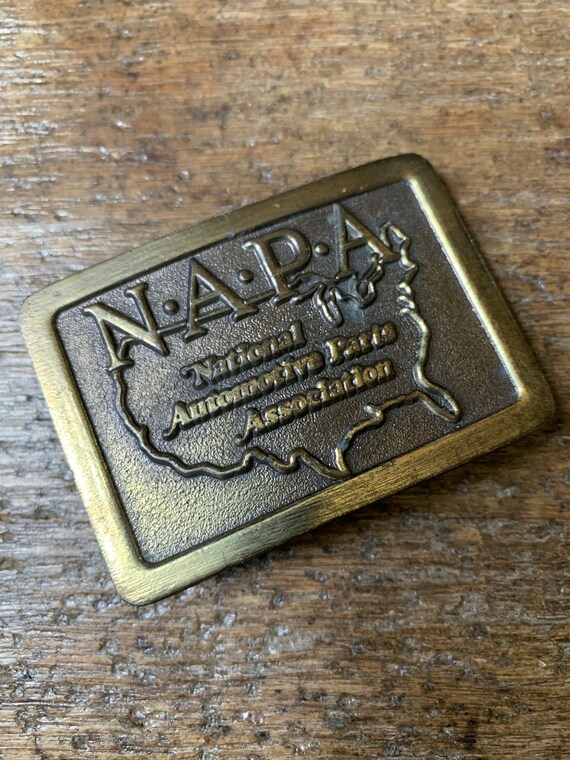 N·A·P·A
National
Automotive Parts
Association